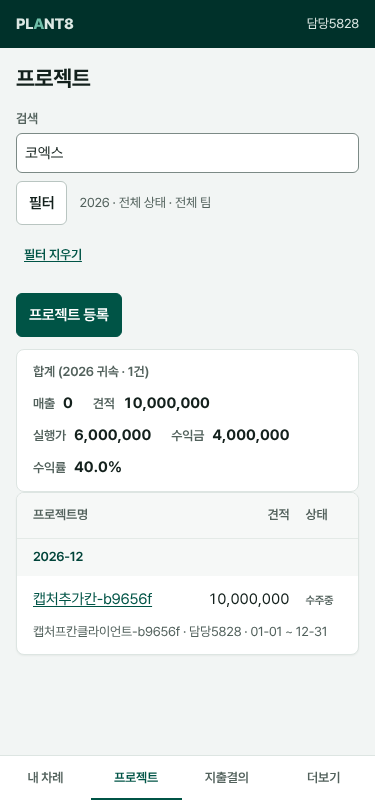 PLANT8 담당5828
프로젝트
검색
코엑스
필터 2026 · 전체 상태 · 전체 팀
필터 지우기
프로젝트 등록
합계 (2026 귀속 · 1건)
매출 0 견적 10,000,000
실행가 6,000,000 수익금 4,000,000
수익률 40.0%
프로젝트명 견적 상태
2026-12
캡처추가칸-b9656f 10,000,000 수주중
캡처프칸클라이언트-b9656f · 담당5828 · 01-01 ~ 12-31
내 차례 프로젝트 지출결의 더보기